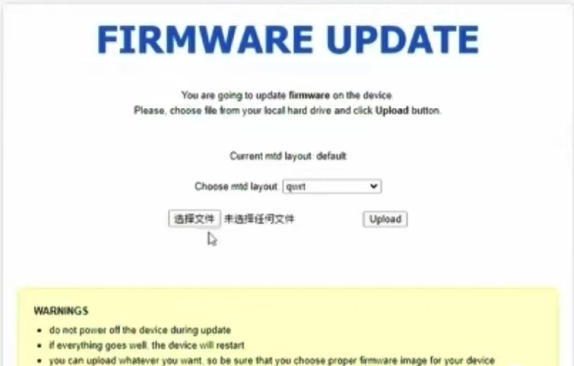 FIRMWARE UPDATE
You are going to update firmware on the device
Please, choose file from your local hard drive and click Upload button.
Current mtd layout: default
Choose mtd layout: qwrt
选择文件 未选择任何文件 Upload
WARNINGS
do not power off the device during update
if everything goes well, the device will restart
you can upload whatever you want, so be sure that you choose proper firmware image for your device